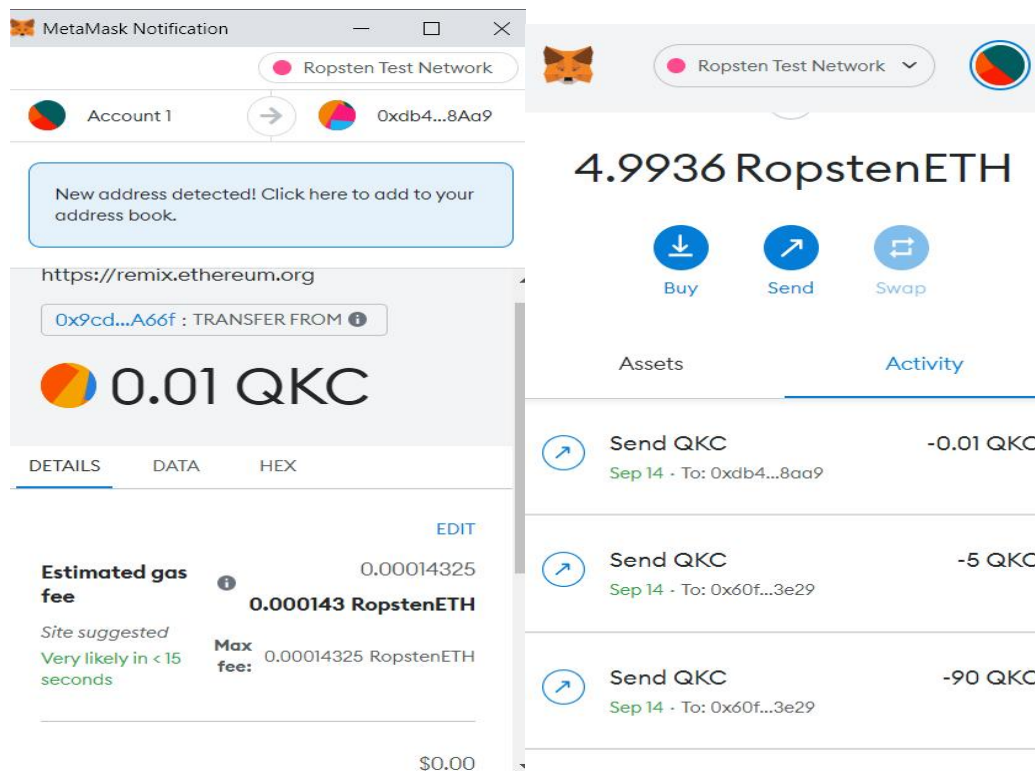 MetaMask Notification
Ropsten Test Network
Account 1
0xdb4...8Aa9
New address detected! Click here to add to your
address book.
https://remix.ethereum.org
0x9cd...A66f : TRANSFER FROM
0.01 QKC
DETAILS DATA HEX
EDIT
Estimated gas
fee
0.00014325
0.000143 RopstenETH
Site suggested
Very likely in < 15
seconds
Max
fee:
0.00014325 RopstenETH
$0.00
Ropsten Test Network
4.9936 RopstenETH
Buy Send Swap
Assets Activity
Send QKC -0.01 QKC
Sep 14 · To: 0xdb4...8aa9
Send QKC -5 QKC
Sep 14 · To: 0x60f...3e29
Send QKC -90 QKC
Sep 14 · To: 0x60f...3e29